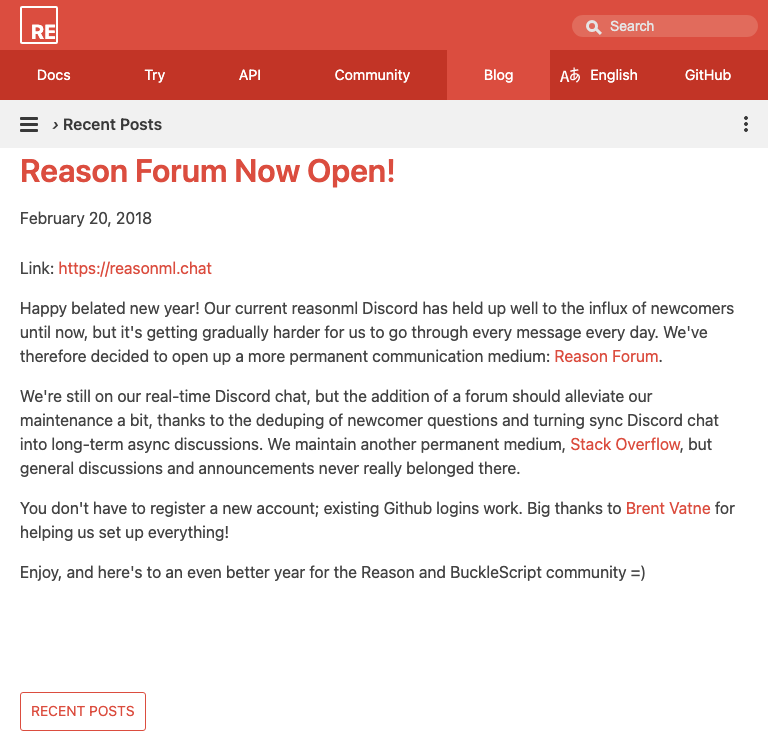 RE
Search
Docs
Try
API
Community
Blog
English
GitHub
› Recent Posts
Reason Forum Now Open!
February 20, 2018
Link: https://reasonml.chat
Happy belated new year! Our current reasonml Discord has held up well to the influx of newcomers
until now, but it's getting gradually harder for us to go through every message every day. We've
therefore decided to open up a more permanent communication medium: Reason Forum.
We're still on our real-time Discord chat, but the addition of a forum should alleviate our
maintenance a bit, thanks to the deduping of newcomer questions and turning sync Discord chat
into long-term async discussions. We maintain another permanent medium, Stack Overflow, but
general discussions and announcements never really belonged there.
You don't have to register a new account; existing Github logins work. Big thanks to Brent Vatne for
helping us set up everything!
Enjoy, and here's to an even better year for the Reason and BuckleScript community =)
RECENT POSTS